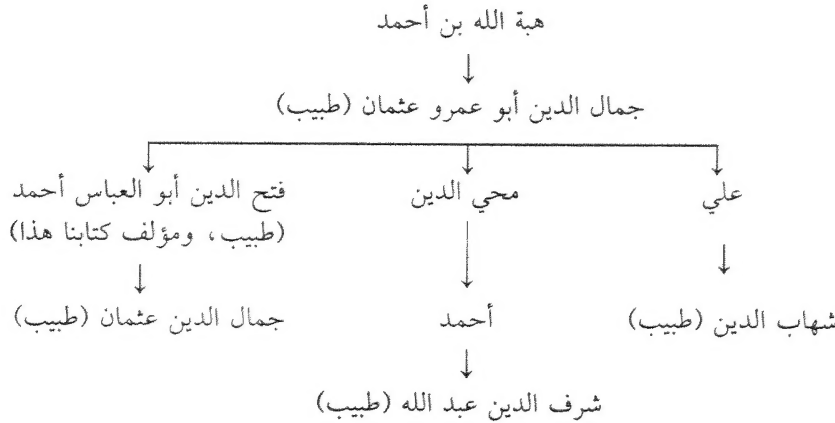 هبة الله بن أحمد
جمال الدين أبو عمرو عثمان (طبيب)
علي
محي الدين
فتح الدين أبو العباس أحمد
(طبيب، ومؤلف كتابنا هذا)
شهاب الدين (طبيب)
أحمد
جمال الدين عثمان (طبيب)
شرف الدين عبد الله (طبيب)